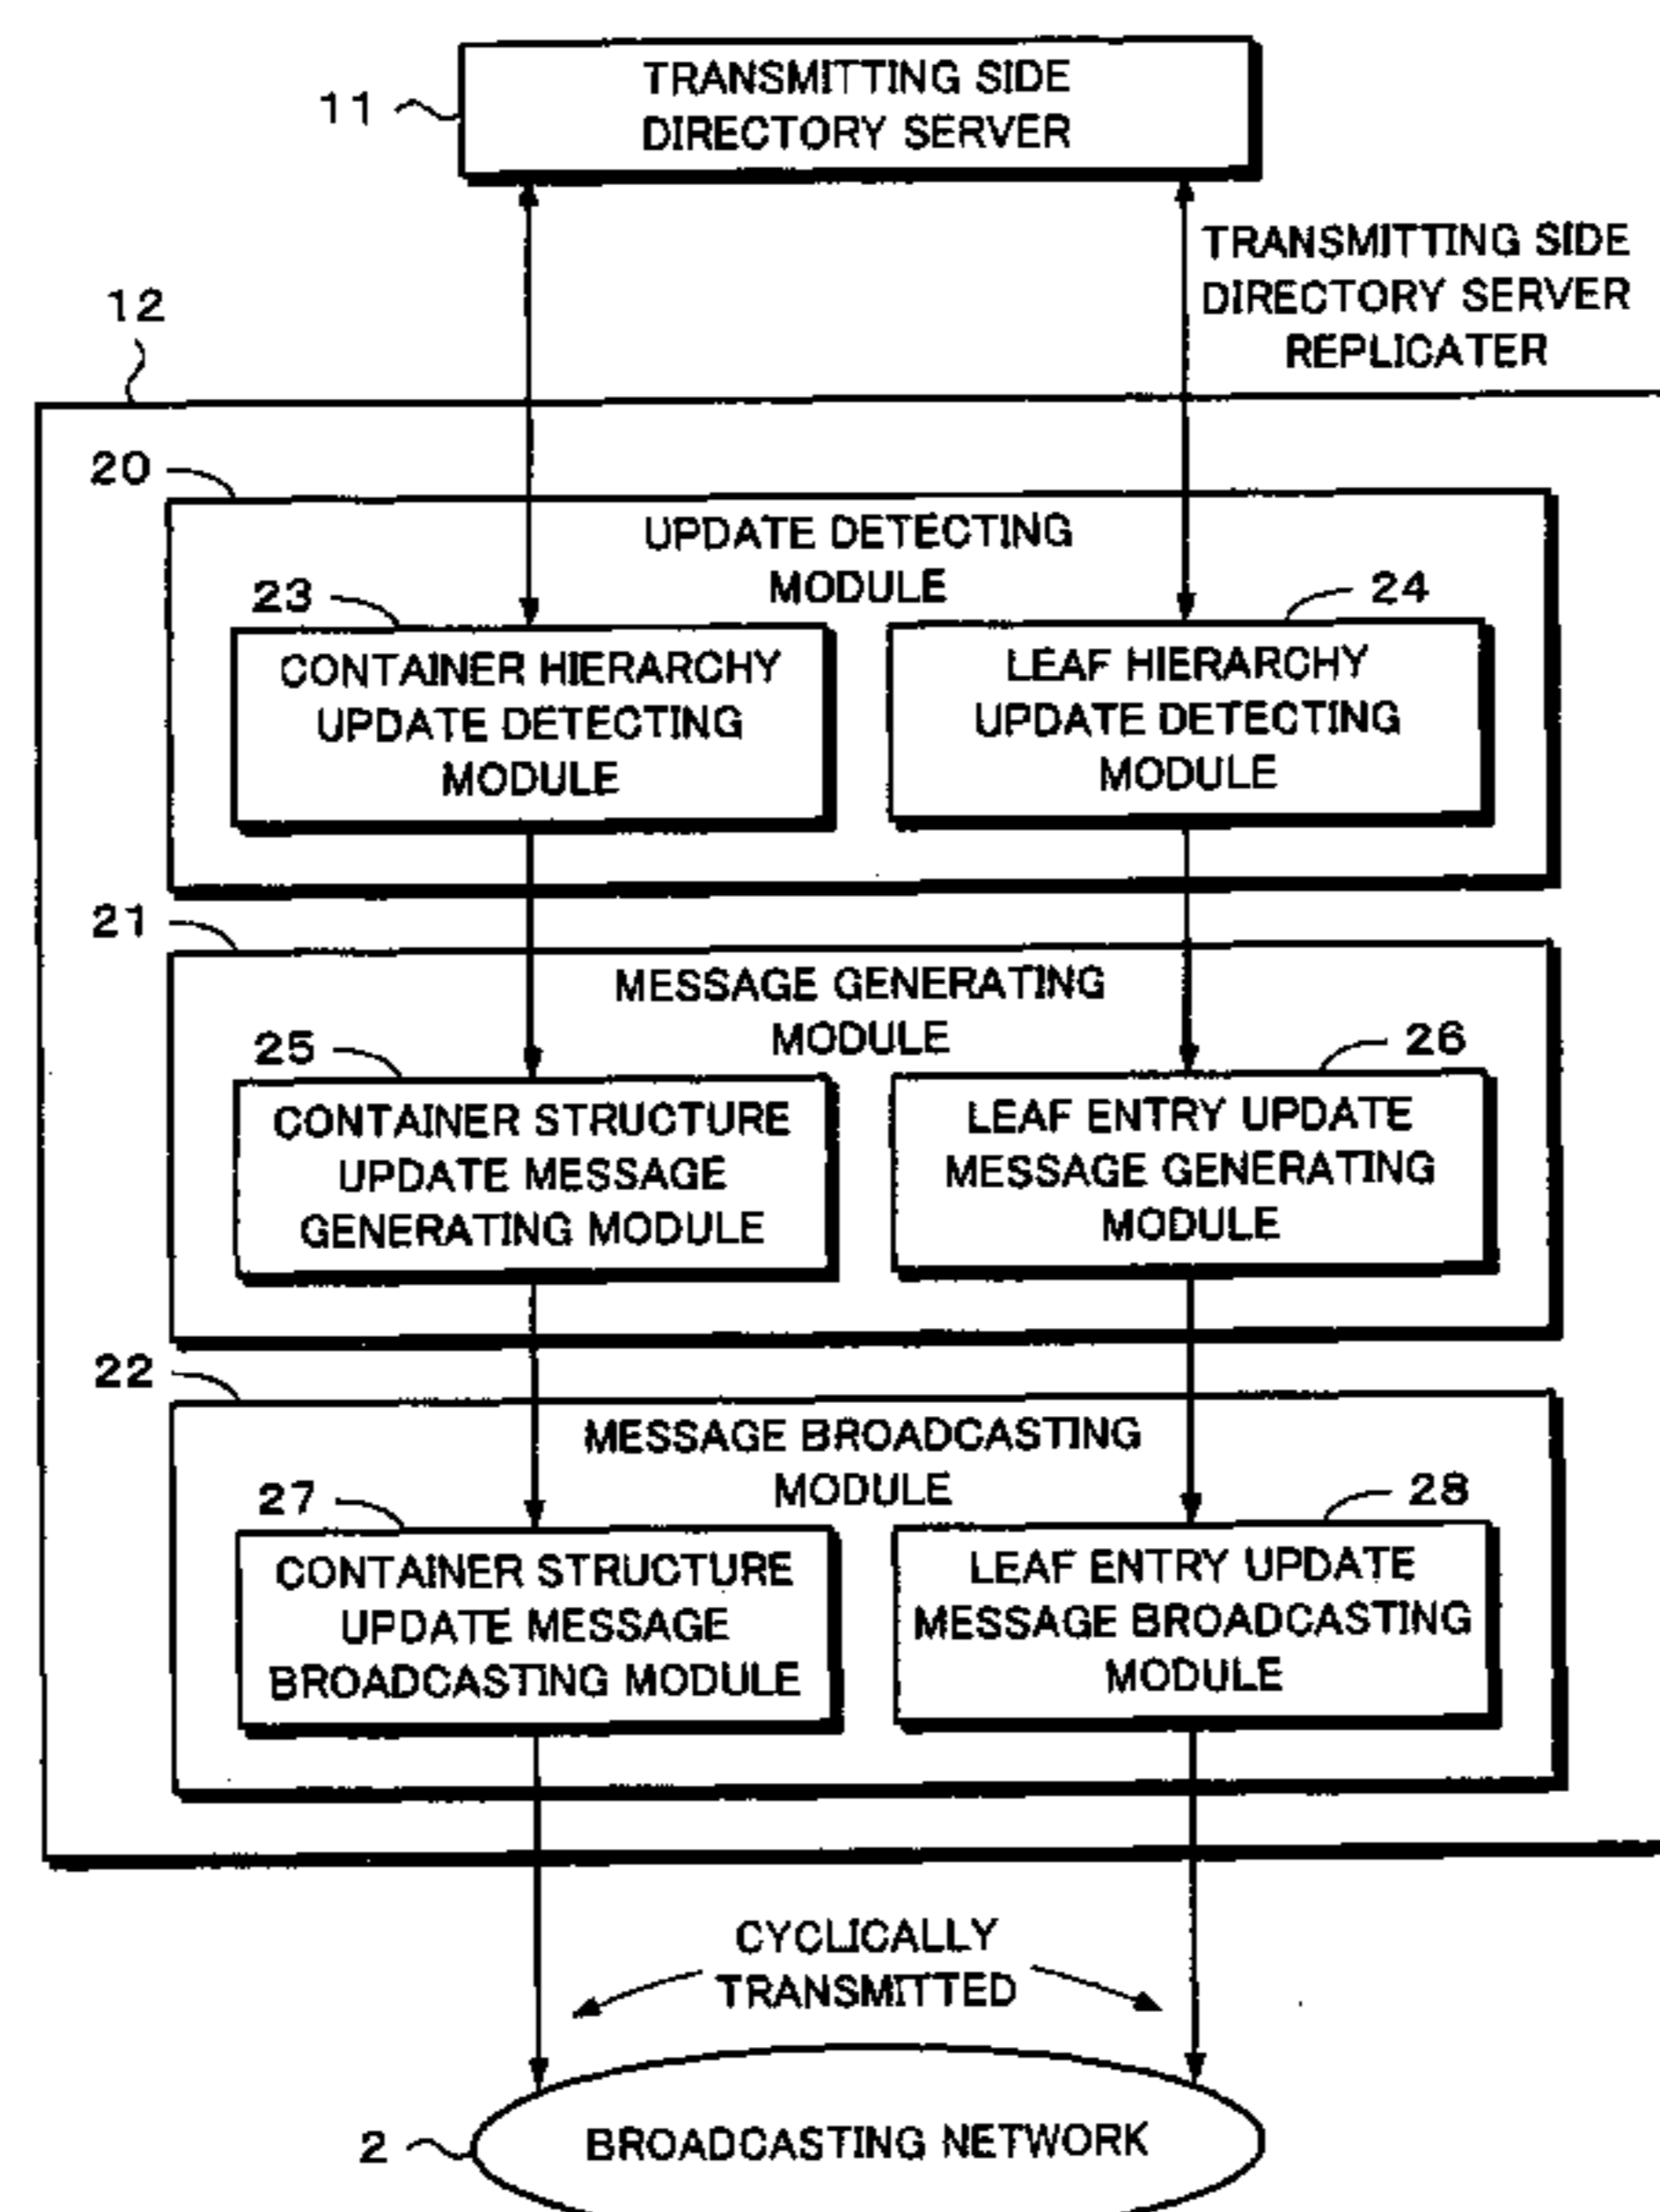 TRANSMITTING SIDE
DIRECTORY SERVER
11
TRANSMITTING SIDE
DIRECTORY SERVER
REPLICATER
12
20
UPDATE DETECTING
MODULE
23
24
CONTAINER HIERARCHY
UPDATE DETECTING
MODULE
LEAF HIERARCHY
UPDATE DETECTING
MODULE
21
MESSAGE GENERATING
MODULE
25
26
CONTAINER STRUCTURE
UPDATE MESSAGE
GENERATING MODULE
LEAF ENTRY UPDATE
MESSAGE GENERATING
MODULE
22
MESSAGE BROADCASTING
MODULE
27
28
CONTAINER STRUCTURE
UPDATE MESSAGE
BROADCASTING MODULE
LEAF ENTRY UPDATE
MESSAGE BROADCASTING
MODULE
CYCLICALLY
TRANSMITTED
2
BROADCASTING NETWORK